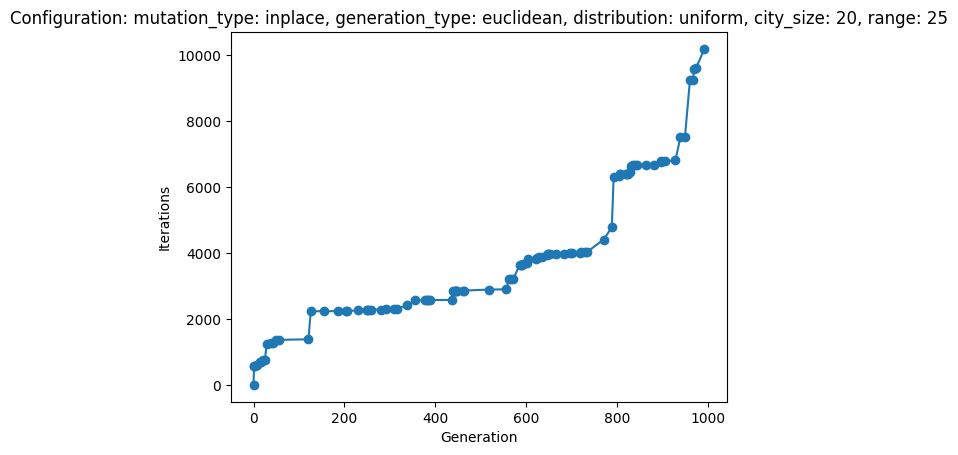 Configuration: mutation_type: inplace, generation_type: euclidean, distribution: uniform, city_size: 20, range: 25
10000
8000
6000
4000
2000
0
Iterations
0 200 400 600 800 1000
Generation